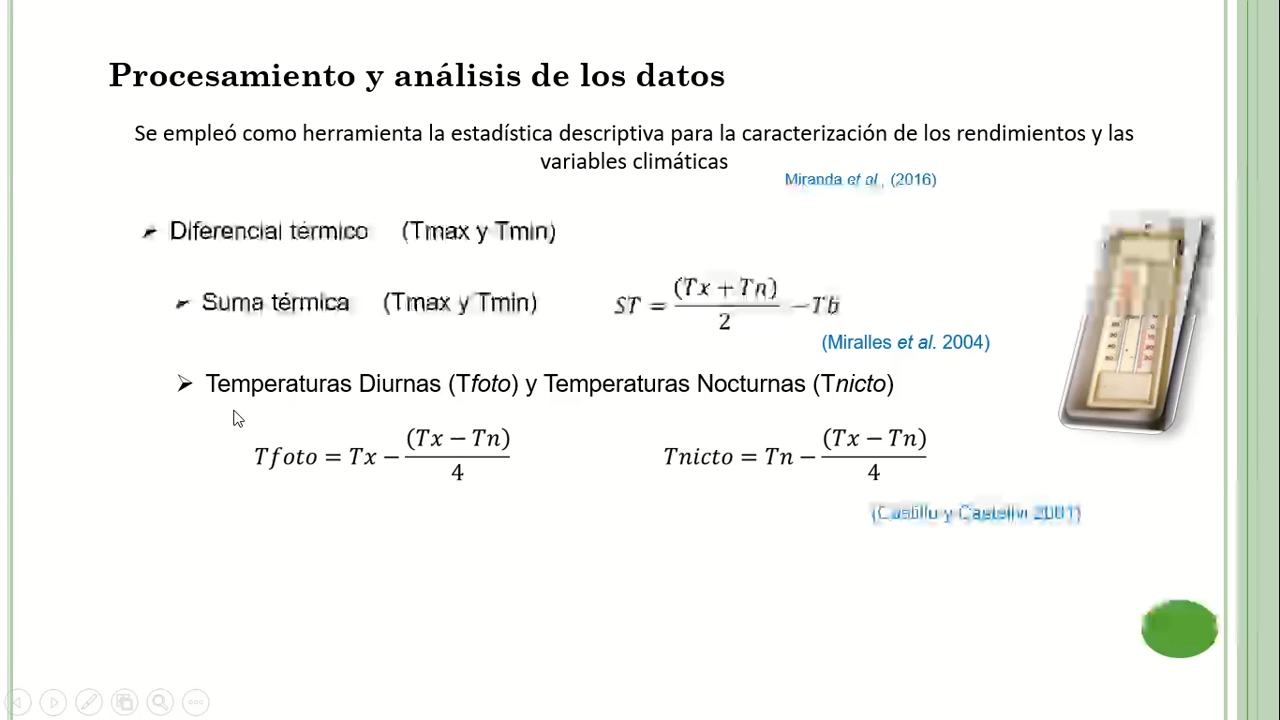 Procesamiento y análisis de los datos
Se empleó como herramienta la estadística descriptiva para la caracterización de los rendimientos y las
variables climáticas
Miranda et al., (2016)
Diferencial térmico (Tmax y Tmin)
Suma térmica (Tmax y Tmin) ST = (Tx + Tn) / 2 − Tb
(Miralles et al. 2004)
Temperaturas Diurnas (Tfoto) y Temperaturas Nocturnas (Tnicto)
Tfoto = Tx − (Tx − Tn) / 4 Tnicto = Tn − (Tx − Tn) / 4
(Castillo y Castellvi 2001)